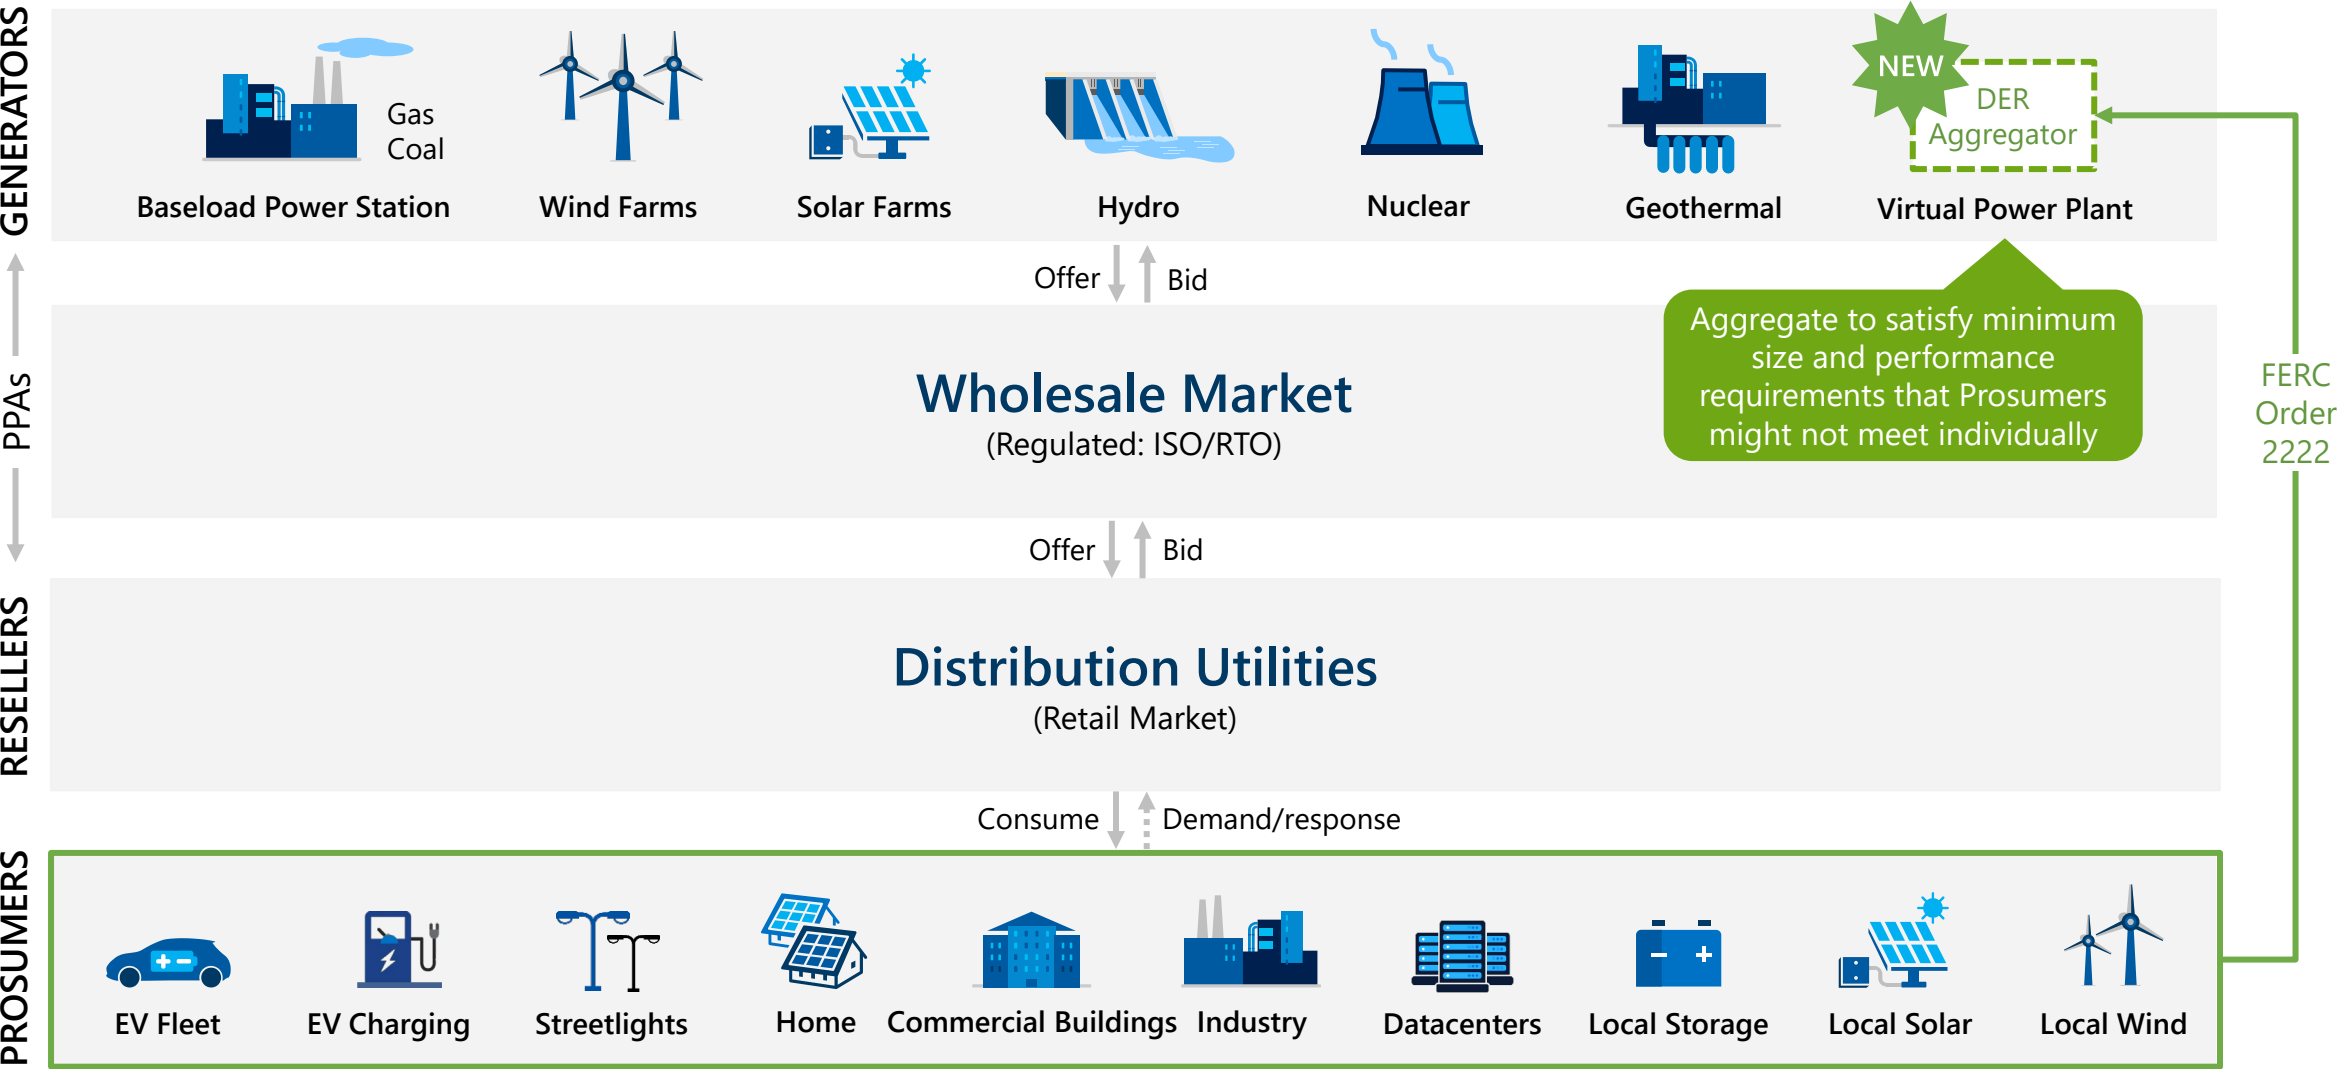 GENERATORS
Gas
Coal
NEW
DER
Aggregator
Baseload Power Station
Wind Farms
Solar Farms
Hydro
Nuclear
Geothermal
Virtual Power Plant
Offer
Bid
PPAs
Wholesale Market
(Regulated: ISO/RTO)
Aggregate to satisfy minimum
size and performance
requirements that Prosumers
might not meet individually
FERC
Order
2222
Offer
Bid
RESELLERS
Distribution Utilities
(Retail Market)
Consume
Demand/response
PROSUMERS
EV Fleet
EV Charging
Streetlights
Home
Commercial Buildings
Industry
Datacenters
Local Storage
Local Solar
Local Wind